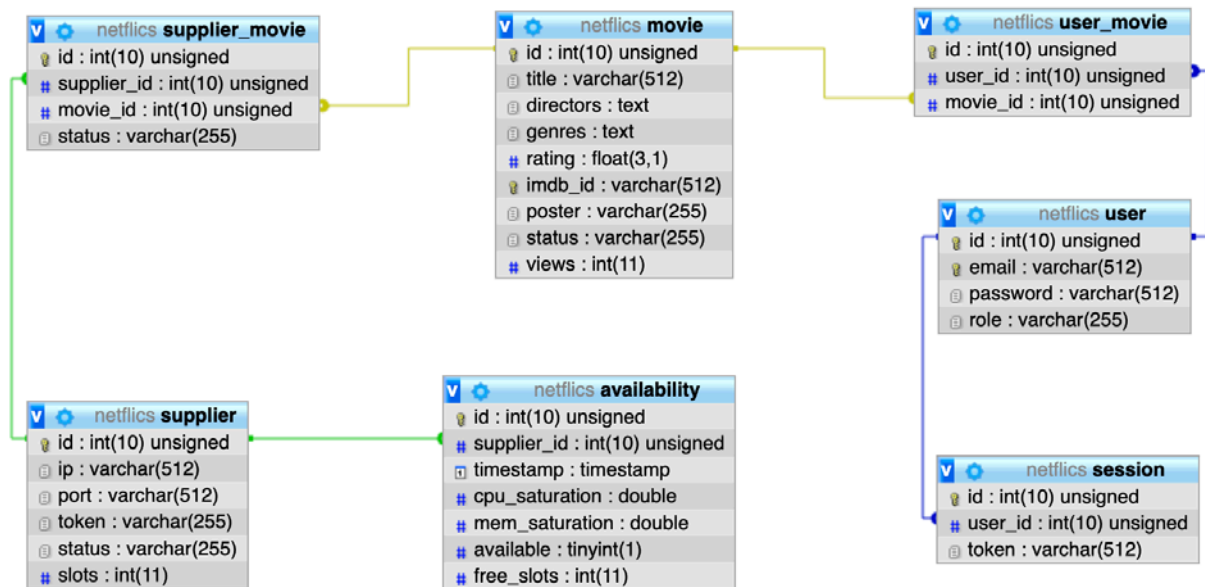 netflics supplier_movie
id : int(10) unsigned
supplier_id : int(10) unsigned
movie_id : int(10) unsigned
status : varchar(255)
netflics movie
id : int(10) unsigned
title : varchar(512)
directors : text
genres : text
rating : float(3,1)
imdb_id : varchar(512)
poster : varchar(255)
status : varchar(255)
views : int(11)
netflics user_movie
id : int(10) unsigned
user_id : int(10) unsigned
movie_id : int(10) unsigned
netflics user
id : int(10) unsigned
email : varchar(512)
password : varchar(512)
role : varchar(255)
netflics supplier
id : int(10) unsigned
ip : varchar(512)
port : varchar(512)
token : varchar(255)
status : varchar(255)
slots : int(11)
netflics availability
id : int(10) unsigned
supplier_id : int(10) unsigned
timestamp : timestamp
cpu_saturation : double
mem_saturation : double
available : tinyint(1)
free_slots : int(11)
netflics session
id : int(10) unsigned
user_id : int(10) unsigned
token : varchar(512)